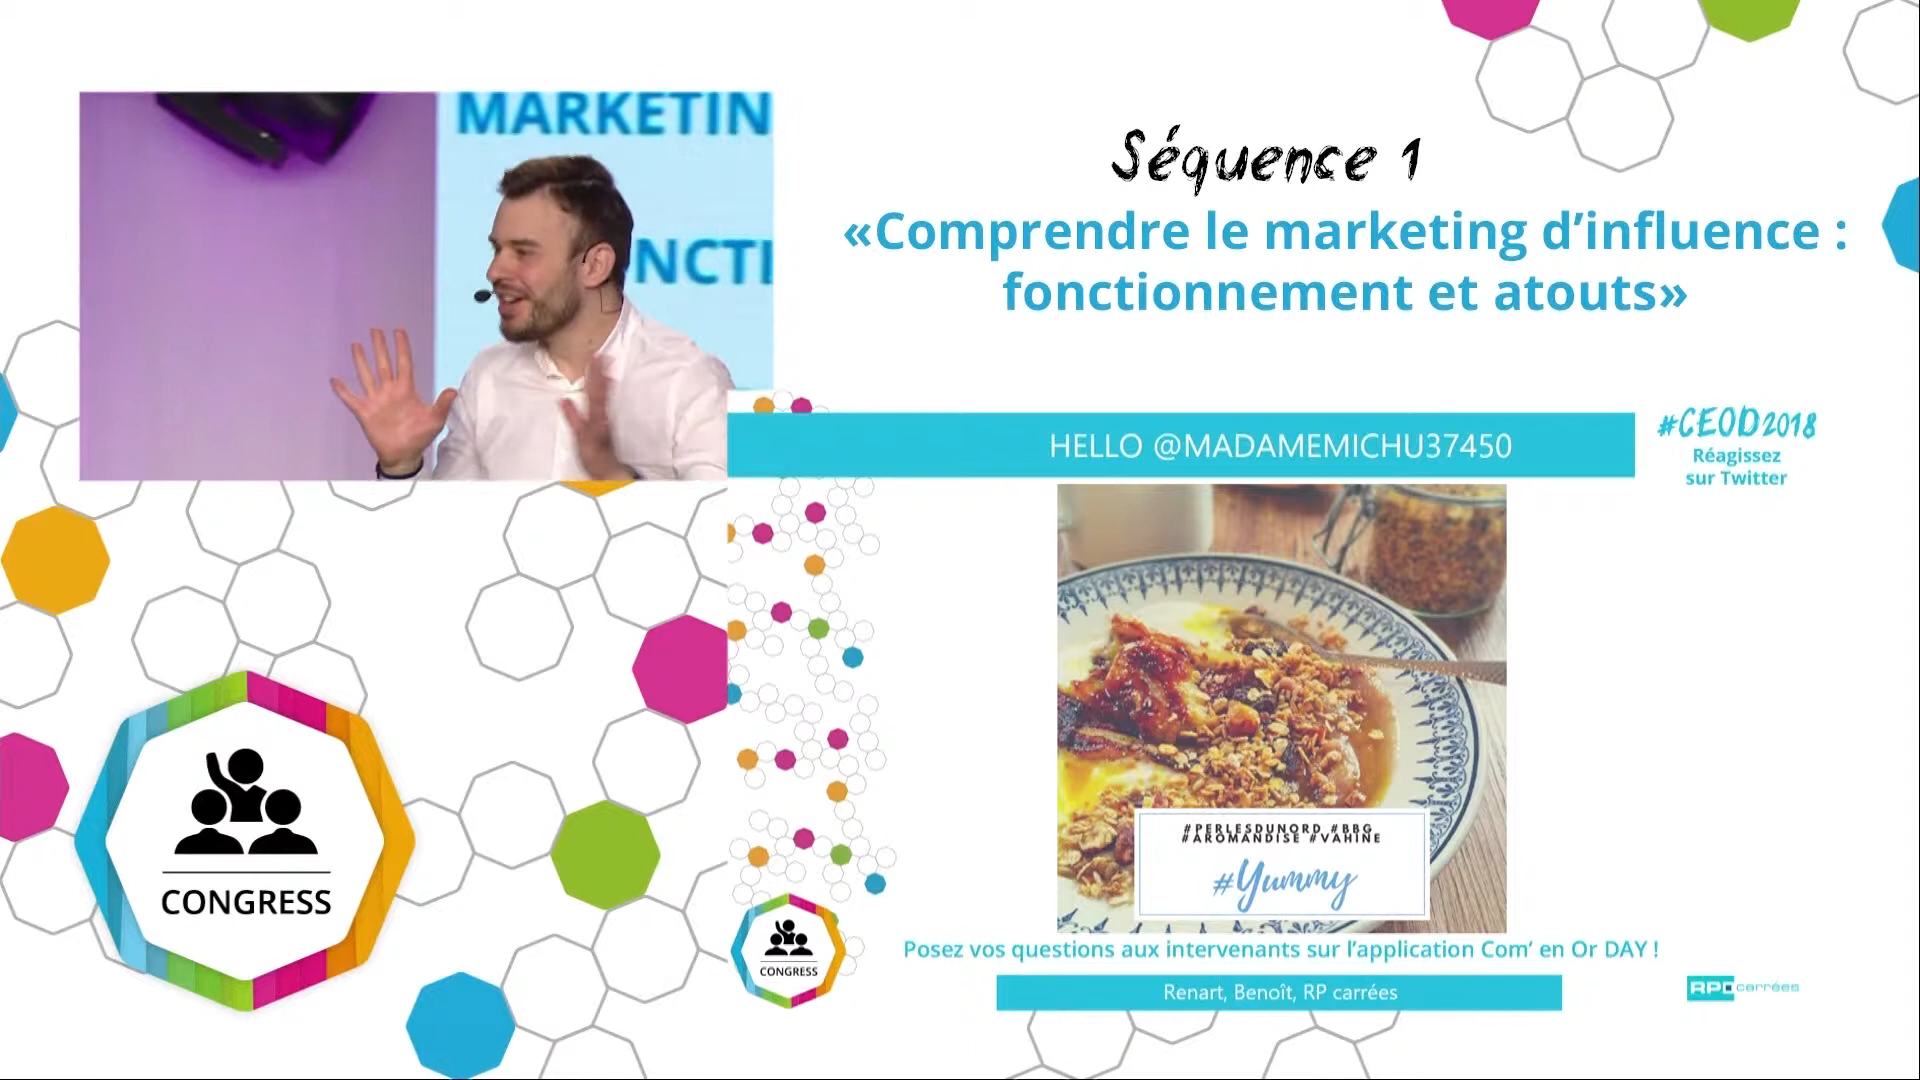 MARKETIN
NCTI
Séquence 1
«Comprendre le marketing d’influence :
fonctionnement et atouts»
HELLO @MADAMEMICHU37450
#CEOD2018
Réagissez
sur Twitter
#PERLESDUNORD #BBG
#AROMANDISE #VAHINE
#Yummy
CONGRESS
CONGRESS
Posez vos questions aux intervenants sur l’application Com’ en Or DAY !
Renart, Benoît, RP carrées
RP carrées